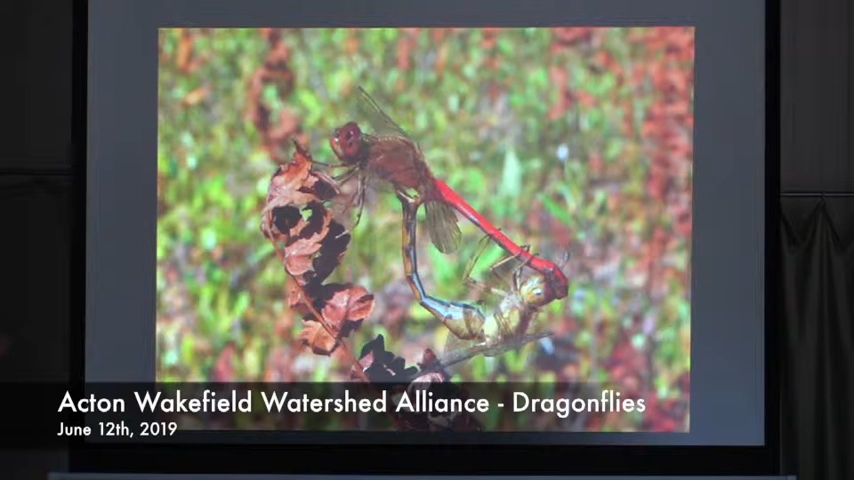 Acton Wakefield Watershed Alliance - Dragonflies
June 12th, 2019